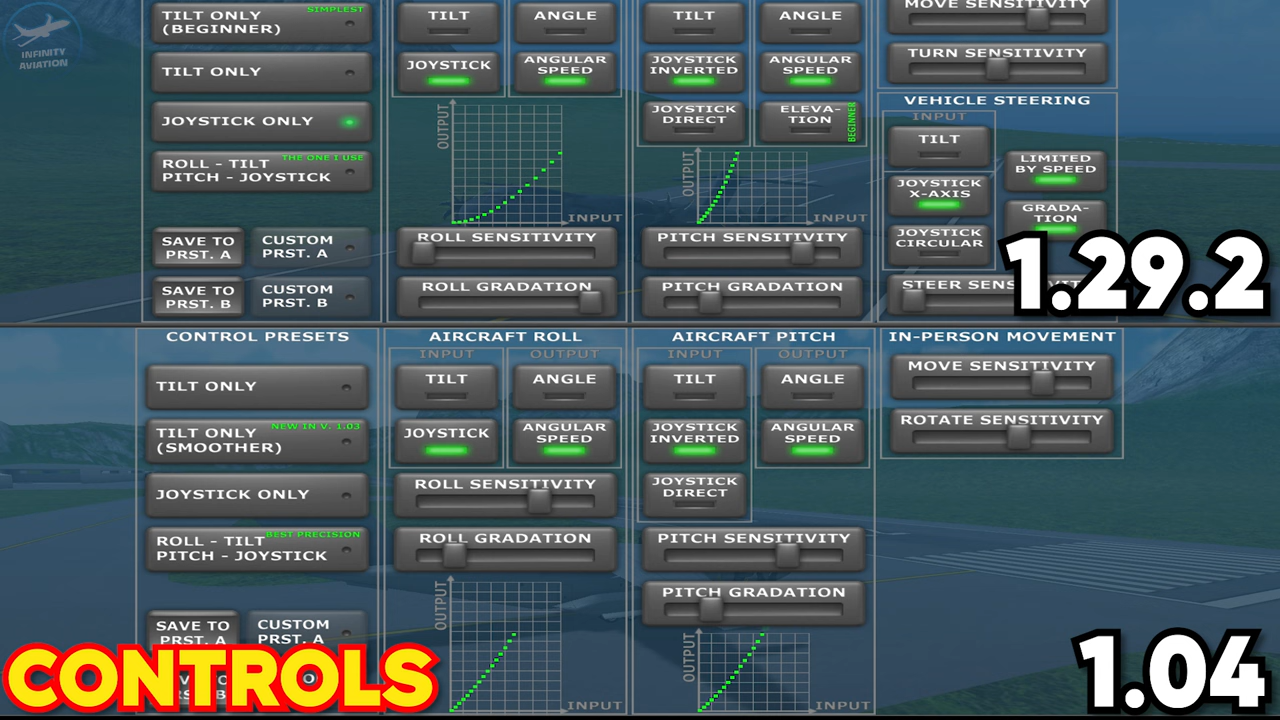 INFINITY
AVIATION
TILT ONLY
(BEGINNER)
SIMPLEST
TILT ONLY
JOYSTICK ONLY
ROLL - TILT
THE ONE I USE
PITCH - JOYSTICK
SAVE TO
PRST. A
CUSTOM
PRST. A
SAVE TO
PRST. B
CUSTOM
PRST. B
TILT
ANGLE
JOYSTICK
ANGULAR
SPEED
OUTPUT
INPUT
ROLL SENSITIVITY
ROLL GRADATION
TILT
ANGLE
JOYSTICK
INVERTED
ANGULAR
SPEED
JOYSTICK
DIRECT
ELEVA-
TION
BEGINNER
OUTPUT
INPUT
PITCH SENSITIVITY
PITCH GRADATION
MOVE SENSITIVITY
TURN SENSITIVITY
VEHICLE STEERING
INPUT
TILT
LIMITED
BY SPEED
JOYSTICK
X-AXIS
GRADA-
TION
JOYSTICK
CIRCULAR
STEER
1.29.2
CONTROL PRESETS
TILT ONLY
TILT ONLY
(SMOOTHER)
NEW IN V. 1.03
JOYSTICK ONLY
ROLL - TILT
BEST PRECISION
PITCH - JOYSTICK
SAVE TO
PRST. A
CUSTOM
PRST. A
AIRCRAFT ROLL
INPUT
OUTPUT
TILT
ANGLE
JOYSTICK
ANGULAR
SPEED
ROLL SENSITIVITY
ROLL GRADATION
OUTPUT
INPUT
AIRCRAFT PITCH
INPUT
OUTPUT
TILT
ANGLE
JOYSTICK
INVERTED
ANGULAR
SPEED
JOYSTICK
DIRECT
PITCH SENSITIVITY
PITCH GRADATION
OUTPUT
INPUT
IN-PERSON MOVEMENT
MOVE SENSITIVITY
ROTATE SENSITIVITY
CONTROLS
1.04